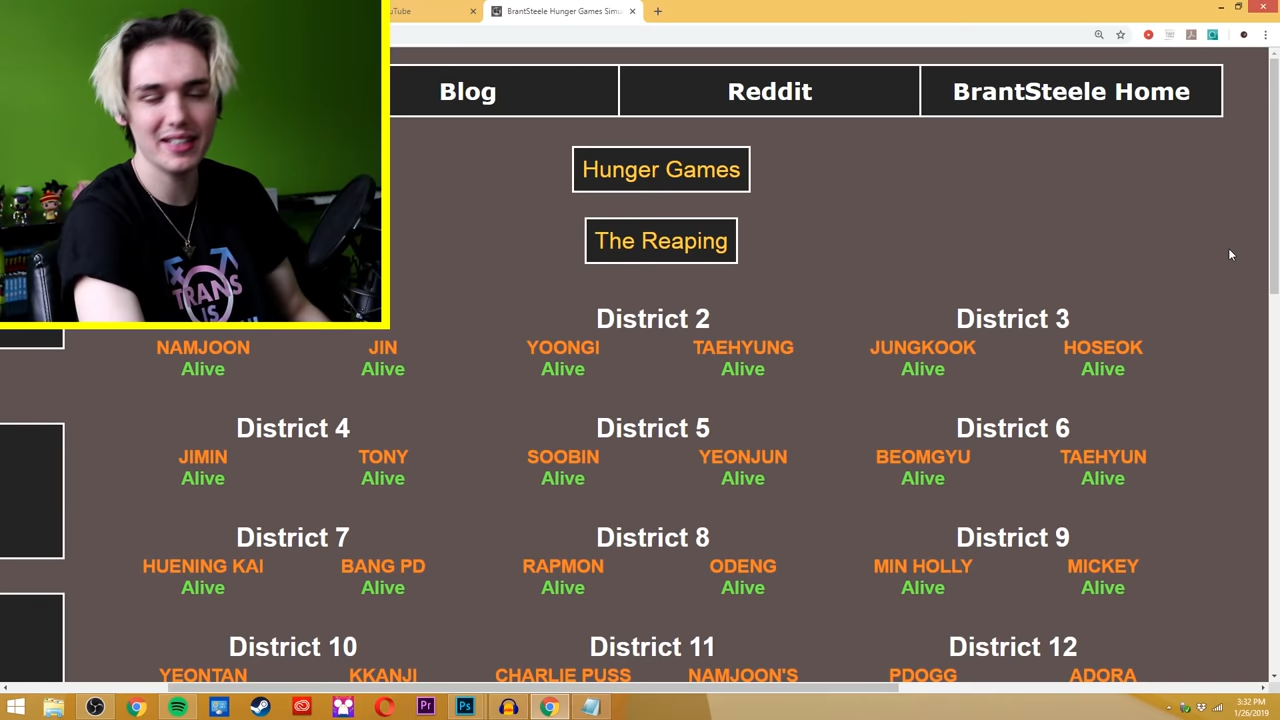 uTube
BrantSteele Hunger Games Simu
Blog Reddit BrantSteele Home
Hunger Games
The Reaping
TRANS
IS
District 2 District 3
NAMJOON JIN YOONGI TAEHYUNG JUNGKOOK HOSEOK
Alive Alive Alive Alive Alive Alive
District 4 District 5 District 6
JIMIN TONY SOOBIN YEONJUN BEOMGYU TAEHYUN
Alive Alive Alive Alive Alive Alive
District 7 District 8 District 9
HUENING KAI BANG PD RAPMON ODENG MIN HOLLY MICKEY
Alive Alive Alive Alive Alive Alive
District 10 District 11 District 12
YEONTAN KKANJI CHARLIE PUSS NAMJOON'S PDOGG ADORA
Pr Ps
3:32 PM
1/26/2019